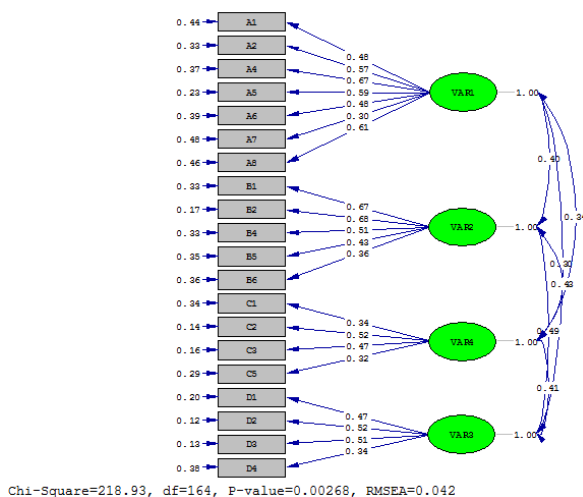 0.44 A1
0.33 A2
0.37 A4
0.23 A5
0.39 A6
0.48 A7
0.46 A8
0.33 B1
0.17 B2
0.33 B4
0.35 B5
0.36 B6
0.34 C1
0.14 C2
0.16 C3
0.29 C5
0.20 D1
0.12 D2
0.13 D3
0.38 D4
0.48
0.57
0.67
0.59
0.48
0.30
0.61
0.67
0.68
0.51
0.43
0.36
0.34
0.52
0.47
0.32
0.47
0.52
0.51
0.34
VAR1 1.00
VAR2 1.00
VAR4 1.00
VAR3 1.00
0.40
0.34
0.30
0.43
0.49
0.41
Chi-Square=218.93, df=164, P-value=0.00268, RMSEA=0.042